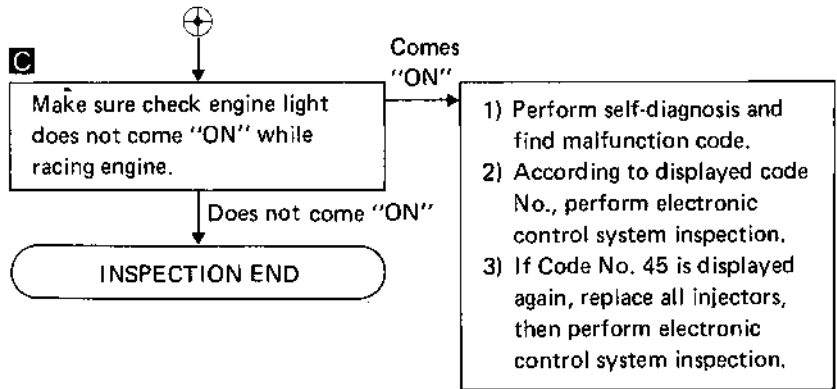 C
Make sure check engine light
does not come "ON" while
racing engine.
Comes
"ON"
1) Perform self-diagnosis and
find malfunction code.
2) According to displayed code
No., perform electronic
control system inspection.
3) If Code No. 45 is displayed
again, replace all injectors,
then perform electronic
control system inspection.
Does not come "ON"
INSPECTION END